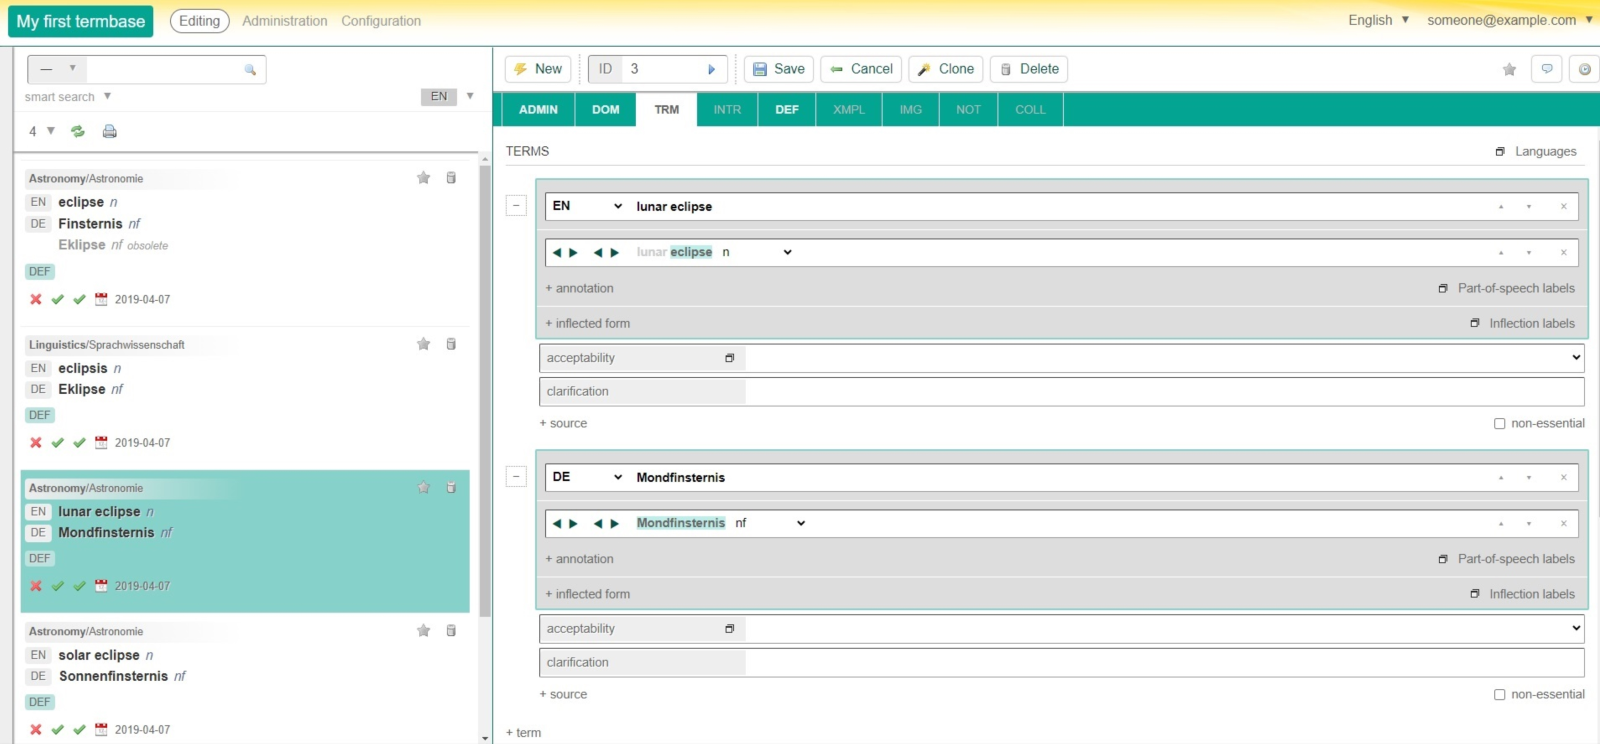 My first termbase Editing Administration Configuration English someone@example.com
—
smart search EN
4
Astronomy/Astronomie
EN eclipse n
DE Finsternis nf
Eklipse nf obsolete
DEF
2019-04-07
Linguistics/Sprachwissenschaft
EN eclipsis n
DE Eklipse nf
DEF
2019-04-07
Astronomy/Astronomie
EN lunar eclipse n
DE Mondfinsternis nf
DEF
2019-04-07
Astronomy/Astronomie
EN solar eclipse n
DE Sonnenfinsternis nf
DEF
2019-04-07
New ID 3 Save Cancel Clone Delete
ADMIN DOM TRM INTR DEF XMPL IMG NOT COLL
TERMS Languages
EN lunar eclipse
lunar eclipse n
+ annotation Part-of-speech labels
+ inflected form Inflection labels
acceptability
clarification
+ source non-essential
DE Mondfinsternis
Mondfinsternis nf
+ annotation Part-of-speech labels
+ inflected form Inflection labels
acceptability
clarification
+ source non-essential
+ term